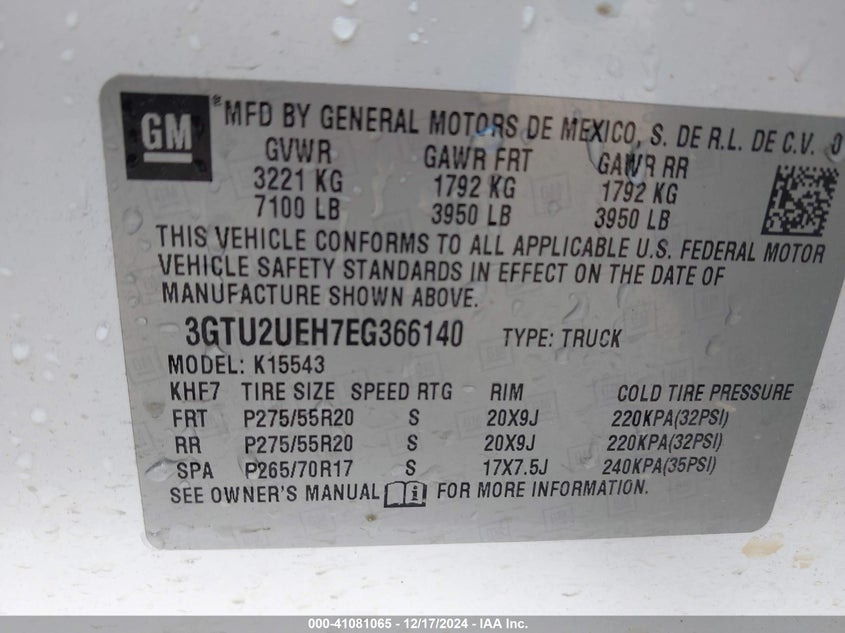 GM
® MFD BY GENERAL MOTORS DE MEXICO, S. DE R.L. DE C.V. 0
GVWR GAWR FRT GAWR RR
3221 KG 1792 KG 1792 KG
7100 LB 3950 LB 3950 LB
THIS VEHICLE CONFORMS TO ALL APPLICABLE U.S. FEDERAL MOTOR
VEHICLE SAFETY STANDARDS IN EFFECT ON THE DATE OF
MANUFACTURE SHOWN ABOVE.
3GTU2UEH7EG366140 TYPE: TRUCK
MODEL: K15543
KHF7 TIRE SIZE SPEED RTG RIM COLD TIRE PRESSURE
FRT P275/55R20 S 20X9J 220KPA(32PSI)
RR P275/55R20 S 20X9J 220KPA(32PSI)
SPA P265/70R17 S 17X7.5J 240KPA(35PSI)
SEE OWNER'S MANUAL i FOR MORE INFORMATION.
000-41081065 - 12/17/2024 - IAA Inc.